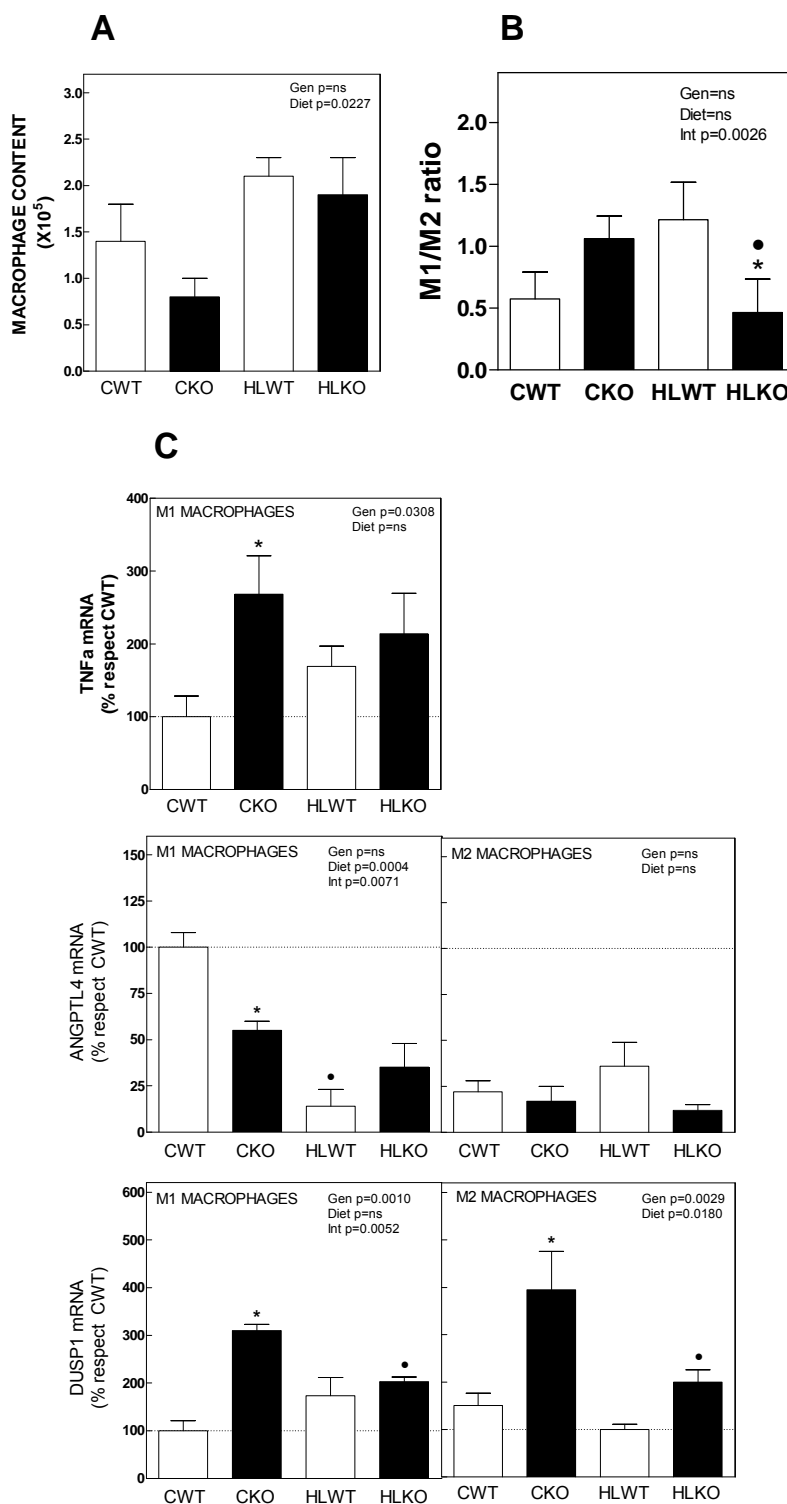 A
MACROPHAGE CONTENT
(X10⁵)
Gen p=ns
Diet p=0.0227
3.0
2.5
2.0
1.5
1.0
0.5
0.0
CWT CKO HLWT HLKO
B
M1/M2 ratio
Gen=ns
Diet=ns
Int p=0.0026
2.0
1.5
1.0
0.5
0.0
•
*
CWT CKO HLWT HLKO
C
TNFa mRNA
(% respect CWT)
M1 MACROPHAGES
Gen p=0.0308
Diet p=ns
400
300
200
100
0
*
CWT CKO HLWT HLKO
ANGPTL4 mRNA
(% respect CWT)
M1 MACROPHAGES
Gen p=ns
Diet p=0.0004
Int p=0.0071
150
125
100
75
50
25
0
*
•
CWT CKO HLWT HLKO
M2 MACROPHAGES
Gen p=ns
Diet p=ns
CWT CKO HLWT HLKO
DUSP1 mRNA
(% respect CWT)
M1 MACROPHAGES
Gen p=0.0010
Diet p=ns
Int p=0.0052
600
500
400
300
200
100
0
*
•
CWT CKO HLWT HLKO
M2 MACROPHAGES
Gen p=0.0029
Diet p=0.0180
*
•
CWT CKO HLWT HLKO